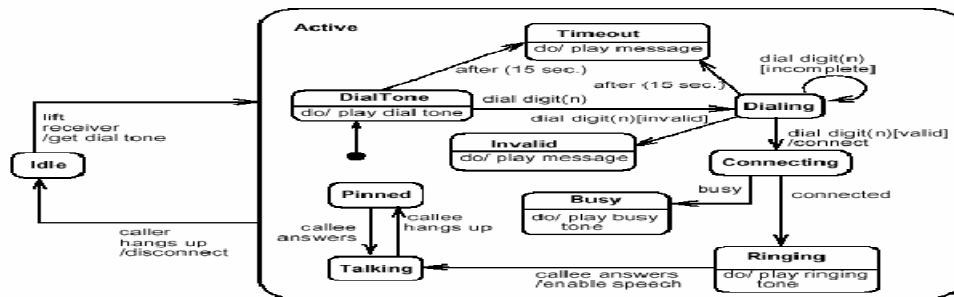 Active
Timeout
do/ play message
after (15 sec.)
after (15 sec.)
dial digit(n)
[incomplete]
DialTone
do/ play dial tone
dial digit(n)
Dialing
dial digit(n)[invalid]
dial digit(n)[valid]
/connect
Invalid
do/ play message
Connecting
lift
receiver
/get dial tone
Idle
caller
hangs up
/disconnect
Pinned
callee
answers
callee
hangs up
Talking
busy
Busy
do/ play busy
tone
connected
Ringing
do/ play ringing
tone
callee answers
/enable speech